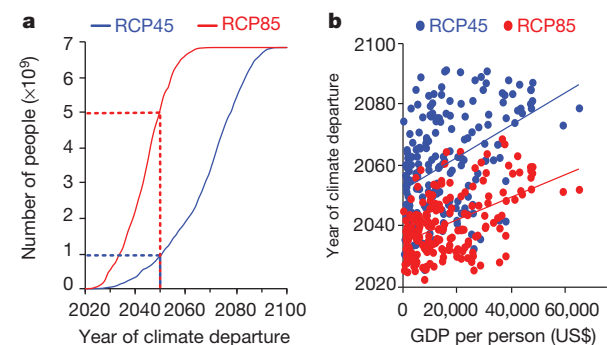 a
RCP45 RCP85
Number of people (×10⁹)
7
6
5
4
3
2
1
0
2020 2040 2060 2080 2100
Year of climate departure
b
RCP45 RCP85
Year of climate departure
2100
2080
2060
2040
2020
0 20,000 40,000 60,000
GDP per person (US$)